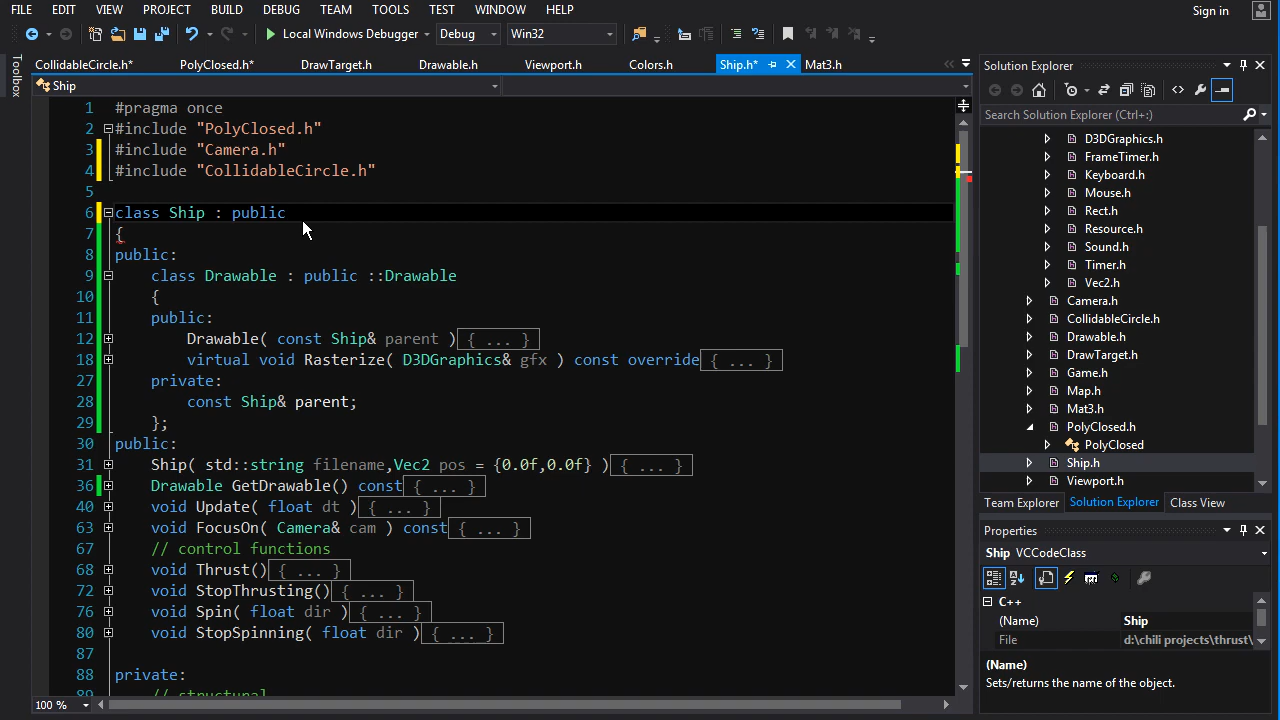 FILE EDIT VIEW PROJECT BUILD DEBUG TEAM TOOLS TEST WINDOW HELP Sign in
Local Windows Debugger Debug Win32
Toolbox
CollidableCircle.h* PolyClosed.h* DrawTarget.h Drawable.h Viewport.h Colors.h Ship.h* Mat3.h
Ship
1 #pragma once
2 #include "PolyClosed.h"
3 #include "Camera.h"
4 #include "CollidableCircle.h"
5
6 class Ship : public
7 {
8 public:
9 class Drawable : public ::Drawable
10 {
11 public:
12 Drawable( const Ship& parent ){ ... }
18 virtual void Rasterize( D3DGraphics& gfx ) const override{ ... }
27 private:
28 const Ship& parent;
29 };
30 public:
31 Ship( std::string filename,Vec2 pos = {0.0f,0.0f} ){ ... }
36 Drawable GetDrawable() const{ ... }
40 void Update( float dt ){ ... }
63 void FocusOn( Camera& cam ) const{ ... }
67 // control functions
68 void Thrust(){ ... }
72 void StopThrusting(){ ... }
76 void Spin( float dir ){ ... }
80 void StopSpinning( float dir ){ ... }
87
88 private:
89 // structural
100 %
Solution Explorer
Search Solution Explorer (Ctrl+;)
D3DGraphics.h
FrameTimer.h
Keyboard.h
Mouse.h
Rect.h
Resource.h
Sound.h
Timer.h
Vec2.h
Camera.h
CollidableCircle.h
Drawable.h
DrawTarget.h
Game.h
Map.h
Mat3.h
PolyClosed.h
PolyClosed
Ship.h
Viewport.h
Team Explorer Solution Explorer Class View
Properties
Ship VCCodeClass
C++
(Name) Ship
File d:\chili projects\thrust\
(Name)
Sets/returns the name of the object.